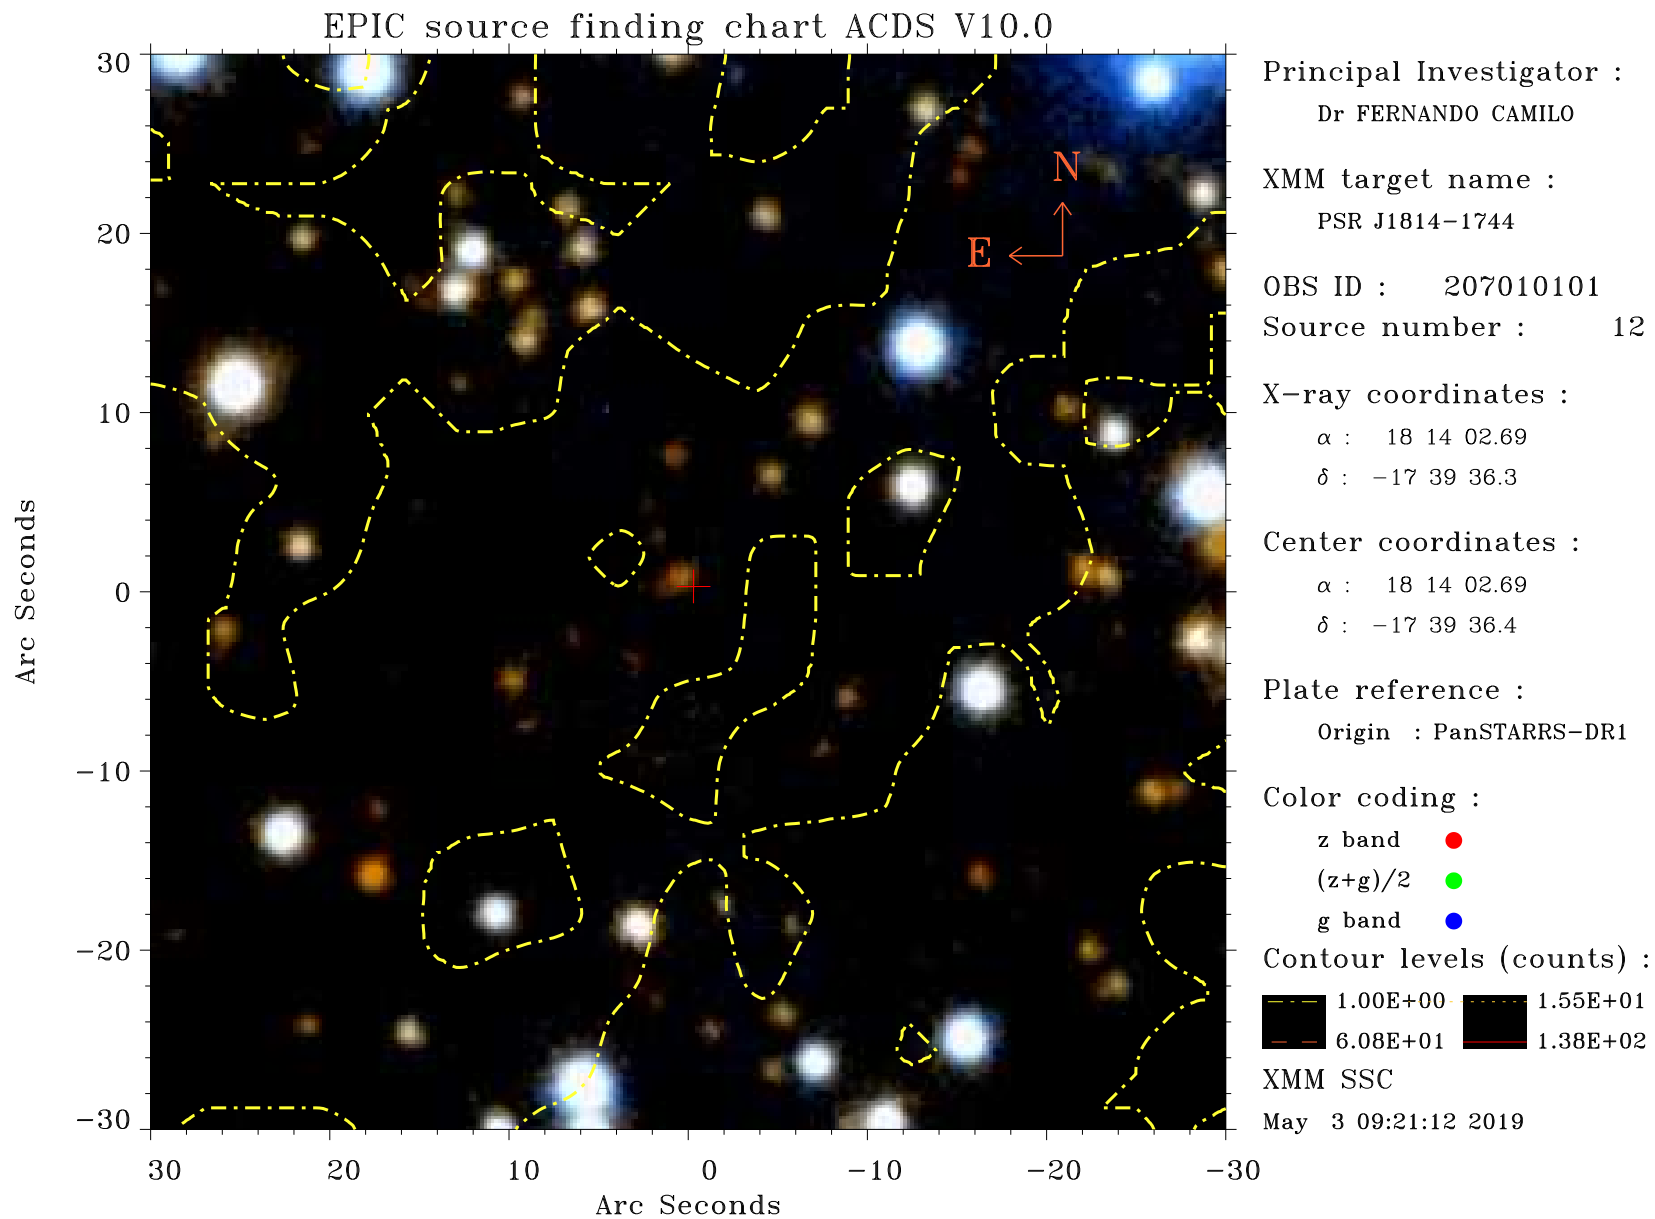 EPIC source finding chart ACDS V10.0
30
20
10
0
-10
-20
-30
Arc Seconds
N
E
30 20 10 0 -10 -20 -30
Arc Seconds
Principal Investigator :
Dr FERNANDO CAMILO
XMM target name :
PSR J1814-1744
OBS ID : 207010101
Source number : 12
X-ray coordinates :
α : 18 14 02.69
δ : -17 39 36.3
Center coordinates :
α : 18 14 02.69
δ : -17 39 36.4
Plate reference :
Origin : PanSTARRS-DR1
Color coding :
z band
(z+g)/2
g band
Contour levels (counts) :
1.00E+00 1.55E+01
6.08E+01 1.38E+02
XMM SSC
May 3 09:21:12 2019